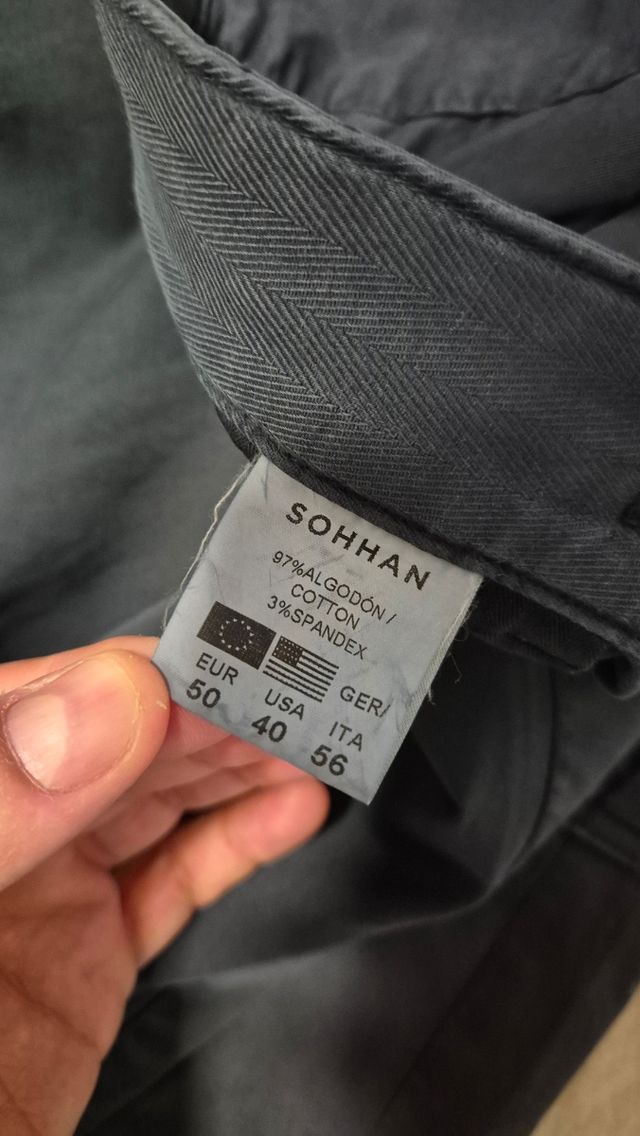 SOHHAN
97%ALGODÓN/
COTTON
3%SPANDEX
EUR USA GER/
ITA
50 40 56